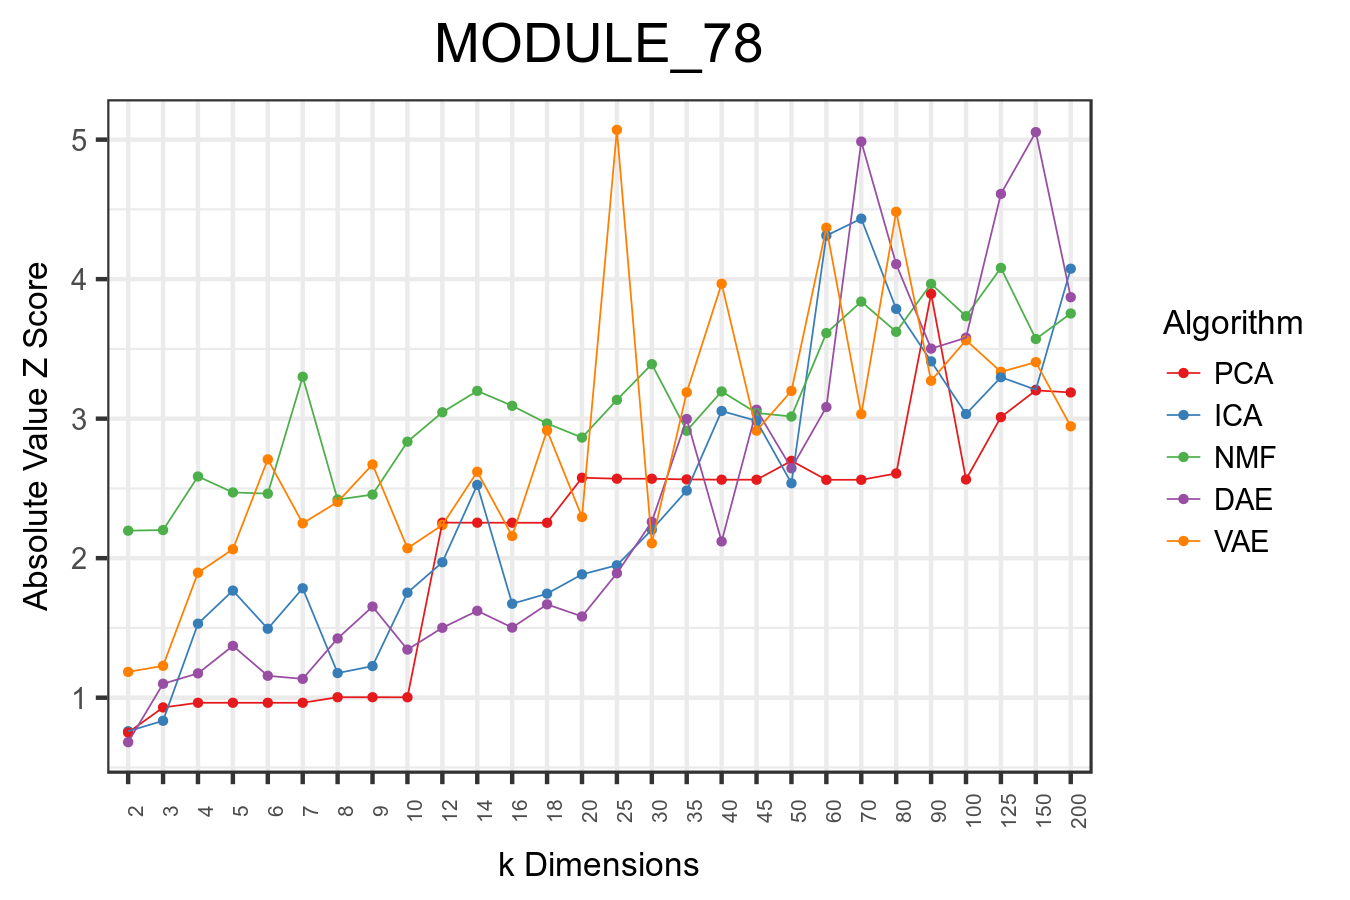 MODULE_78
Absolute Value Z Score
5
4
3
2
1
2 3 4 5 6 7 8 9 10 12 14 16 18 20 25 30 35 40 45 50 60 70 80 90 100 125 150 200
k Dimensions
Algorithm
PCA
ICA
NMF
DAE
VAE